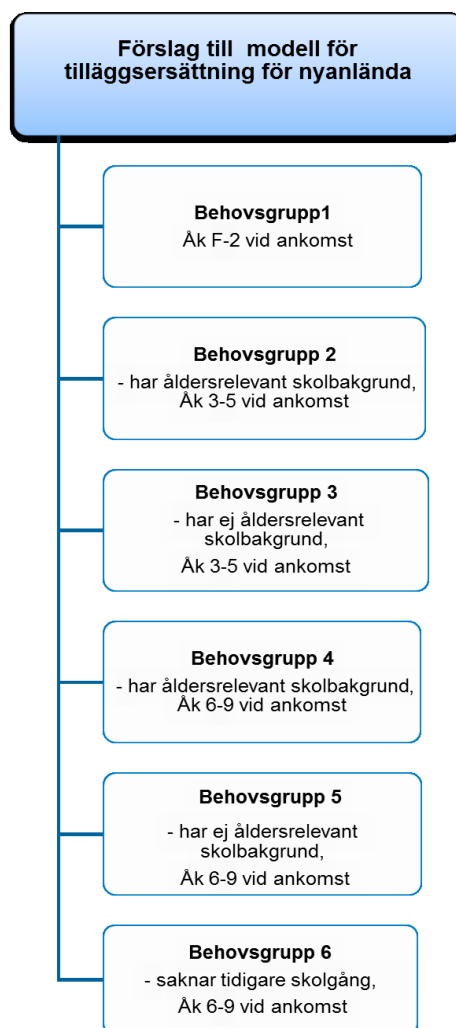 Förslag till modell för
tilläggsersättning för nyanlända
Behovsgrupp1
Åk F-2 vid ankomst
Behovsgrupp 2
- har åldersrelevant skolbakgrund,
Åk 3-5 vid ankomst
Behovsgrupp 3
- har ej åldersrelevant
skolbakgrund,
Åk 3-5 vid ankomst
Behovsgrupp 4
- har åldersrelevant skolbakgrund,
Åk 6-9 vid ankomst
Behovsgrupp 5
- har ej åldersrelevant
skolbakgrund,
Åk 6-9 vid ankomst
Behovsgrupp 6
- saknar tidigare skolgång,
Åk 6-9 vid ankomst